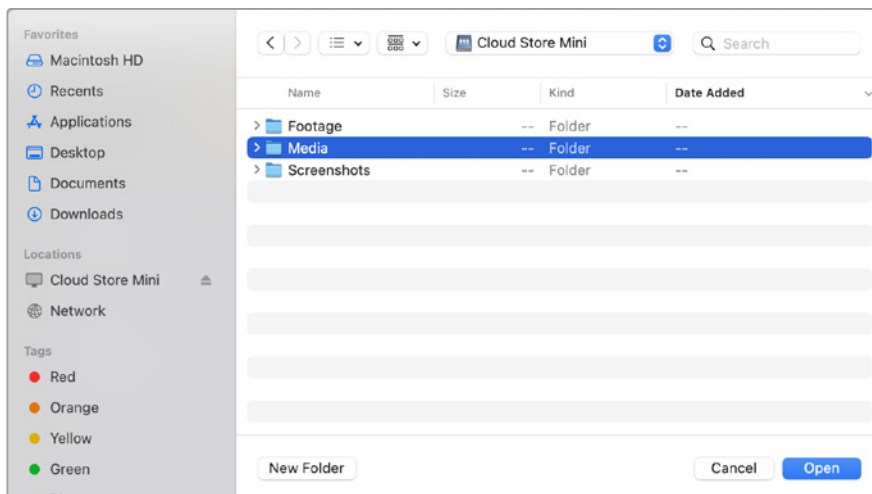 Favorites
Macintosh HD
Recents
Applications
Desktop
Documents
Downloads
Locations
Cloud Store Mini
Network
Tags
Red
Orange
Yellow
Green
Cloud Store Mini
Search
Name Size Kind Date Added
Footage -- Folder --
Media -- Folder --
Screenshots -- Folder --
New Folder Cancel Open